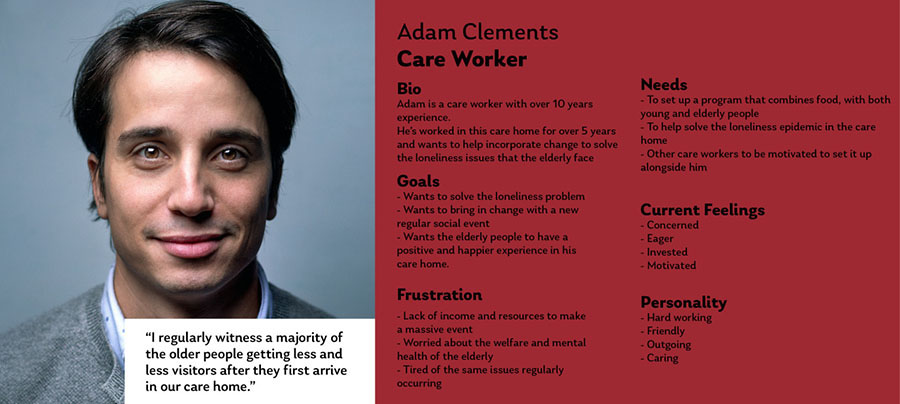 Adam Clements
Care Worker
Bio
Adam is a care worker with over 10 years
experience.
He's worked in this care home for over 5 years
and wants to help incorporate change to solve
the loneliness issues that the elderly face
Goals
- Wants to solve the loneliness problem
- Wants to bring in change with a new
regular social event
- Wants the elderly people to have a
positive and happier experience in his
care home.
Frustration
- Lack of income and resources to make
a massive event
- Worried about the welfare and mental
health of the elderly
- Tired of the same issues regularly
occurring
Needs
- To set up a program that combines food, with both
young and elderly people
- To help solve the loneliness epidemic in the care
home
- Other care workers to be motivated to set it up
alongside him
Current Feelings
- Concerned
- Eager
- Invested
- Motivated
Personality
- Hard working
- Friendly
- Outgoing
- Caring
“I regularly witness a majority of
the older people getting less and
less visitors after they first arrive
in our care home.”